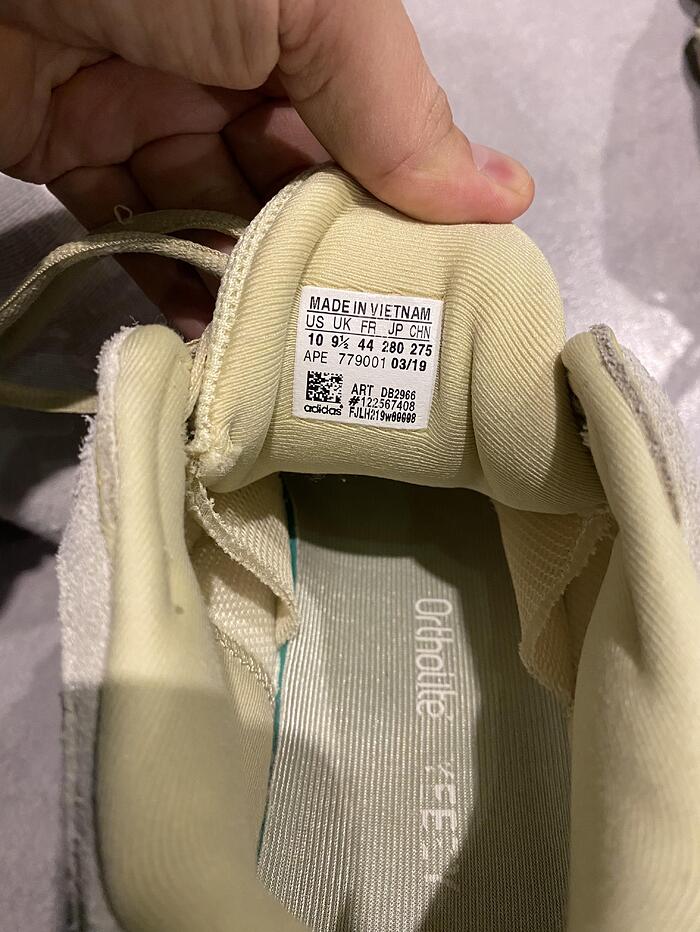 MADE IN VIETNAM
US UK FR JP CHN
10 9½ 44 280 275
APE 779001 03/19
ART DB2966
#122567408
adidas
Ortholite YEEZY